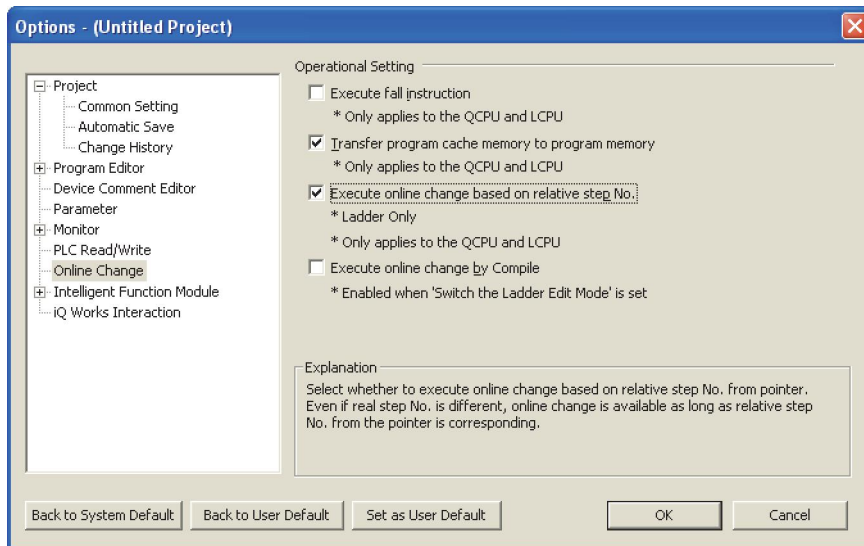 Options - (Untitled Project)
Project
Common Setting
Automatic Save
Change History
Program Editor
Device Comment Editor
Parameter
Monitor
PLC Read/Write
Online Change
Intelligent Function Module
iQ Works Interaction
Operational Setting
Execute fall instruction
* Only applies to the QCPU and LCPU
Transfer program cache memory to program memory
* Only applies to the QCPU and LCPU
Execute online change based on relative step No.
* Ladder Only
* Only applies to the QCPU and LCPU
Execute online change by Compile
* Enabled when 'Switch the Ladder Edit Mode' is set
Explanation
Select whether to execute online change based on relative step No. from pointer.
Even if real step No. is different, online change is available as long as relative step
No. from the pointer is corresponding.
Back to System Default
Back to User Default
Set as User Default
OK
Cancel